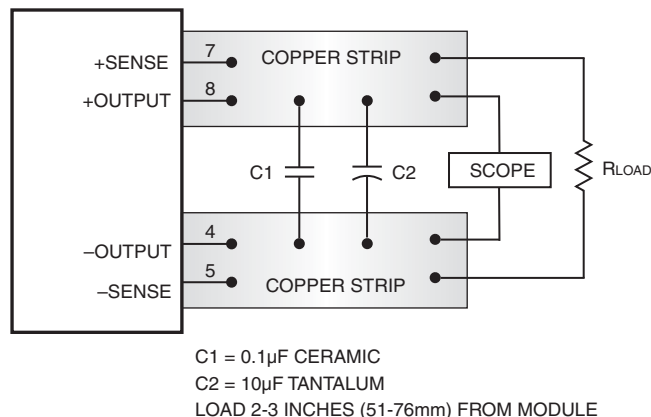 +SENSE 7 COPPER STRIP
+OUTPUT 8
C1 C2 SCOPE RLOAD
–OUTPUT 4
–SENSE 5 COPPER STRIP
C1 = 0.1µF CERAMIC
C2 = 10µF TANTALUM
LOAD 2-3 INCHES (51-76mm) FROM MODULE